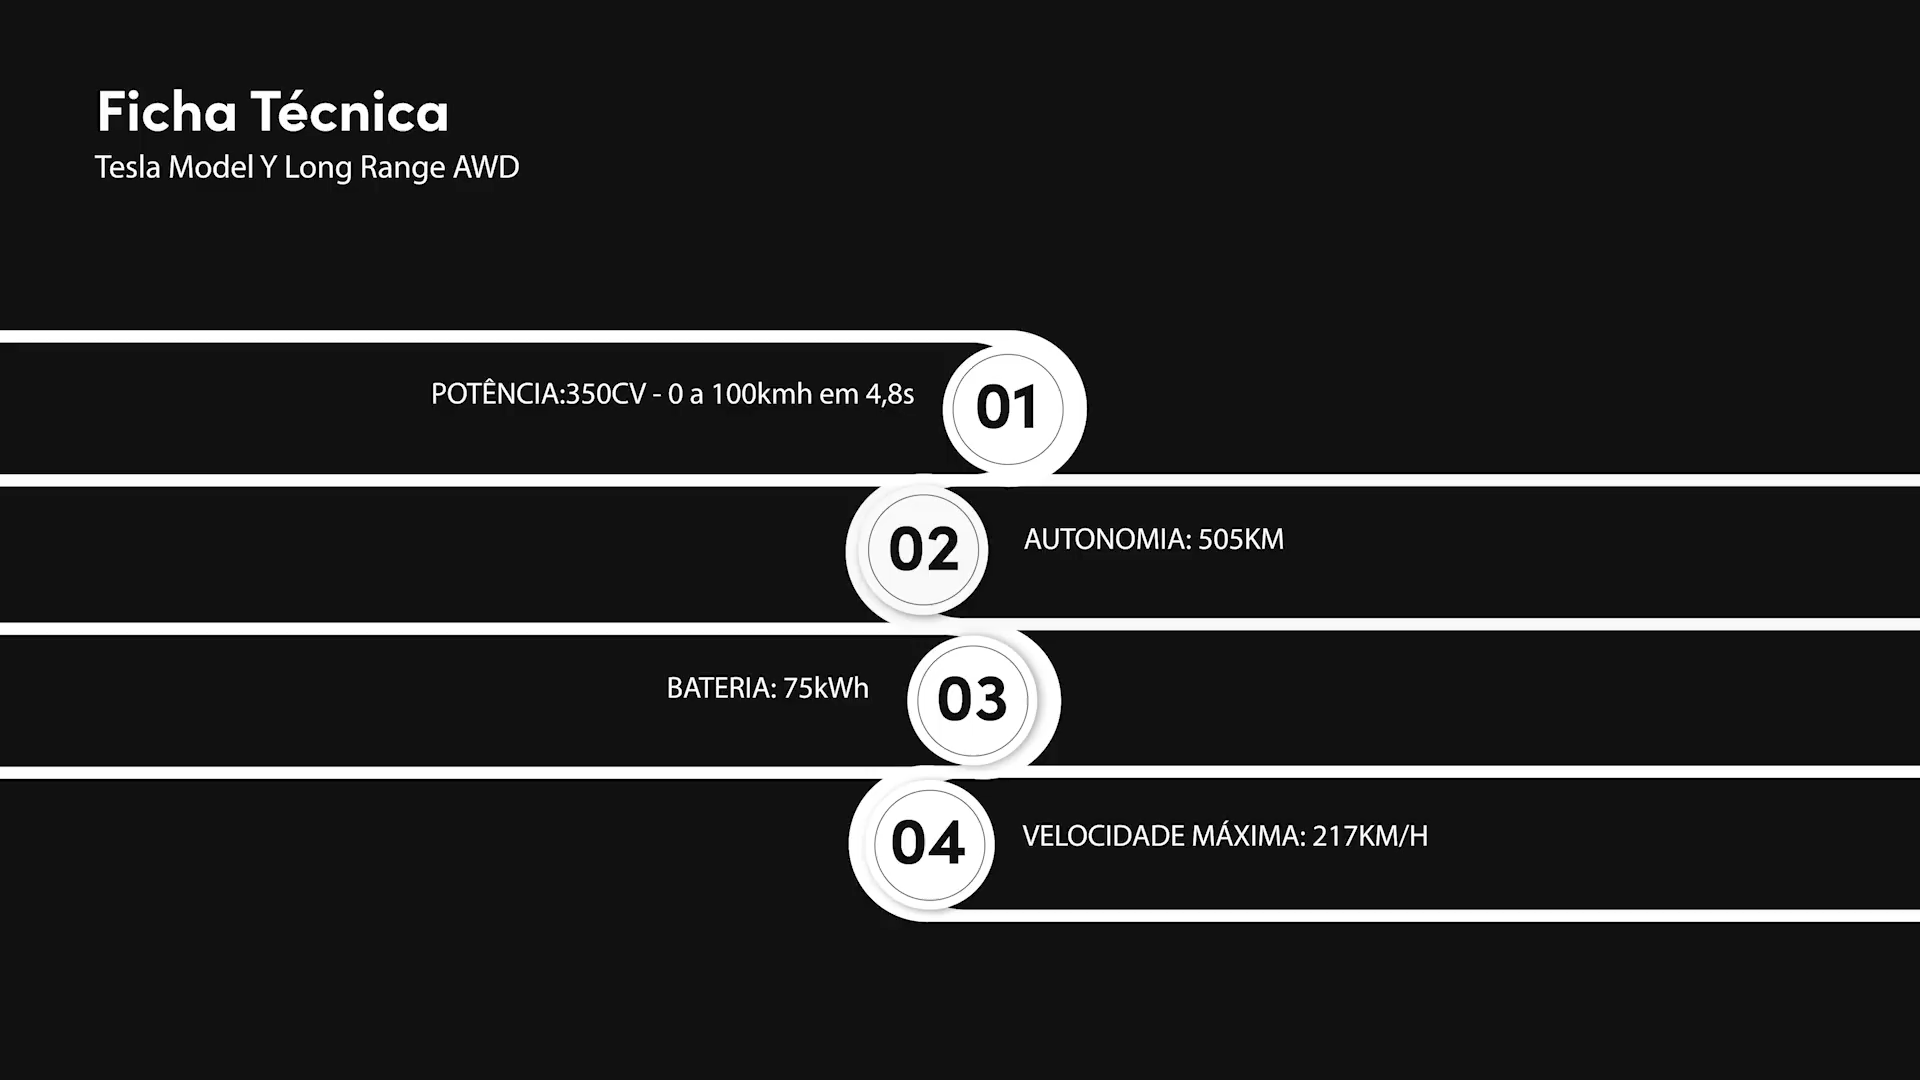 Ficha Técnica
Tesla Model Y Long Range AWD
POTÊNCIA:350CV - 0 a 100kmh em 4,8s
01
02
AUTONOMIA: 505KM
BATERIA: 75kWh
03
04
VELOCIDADE MÁXIMA: 217KM/H